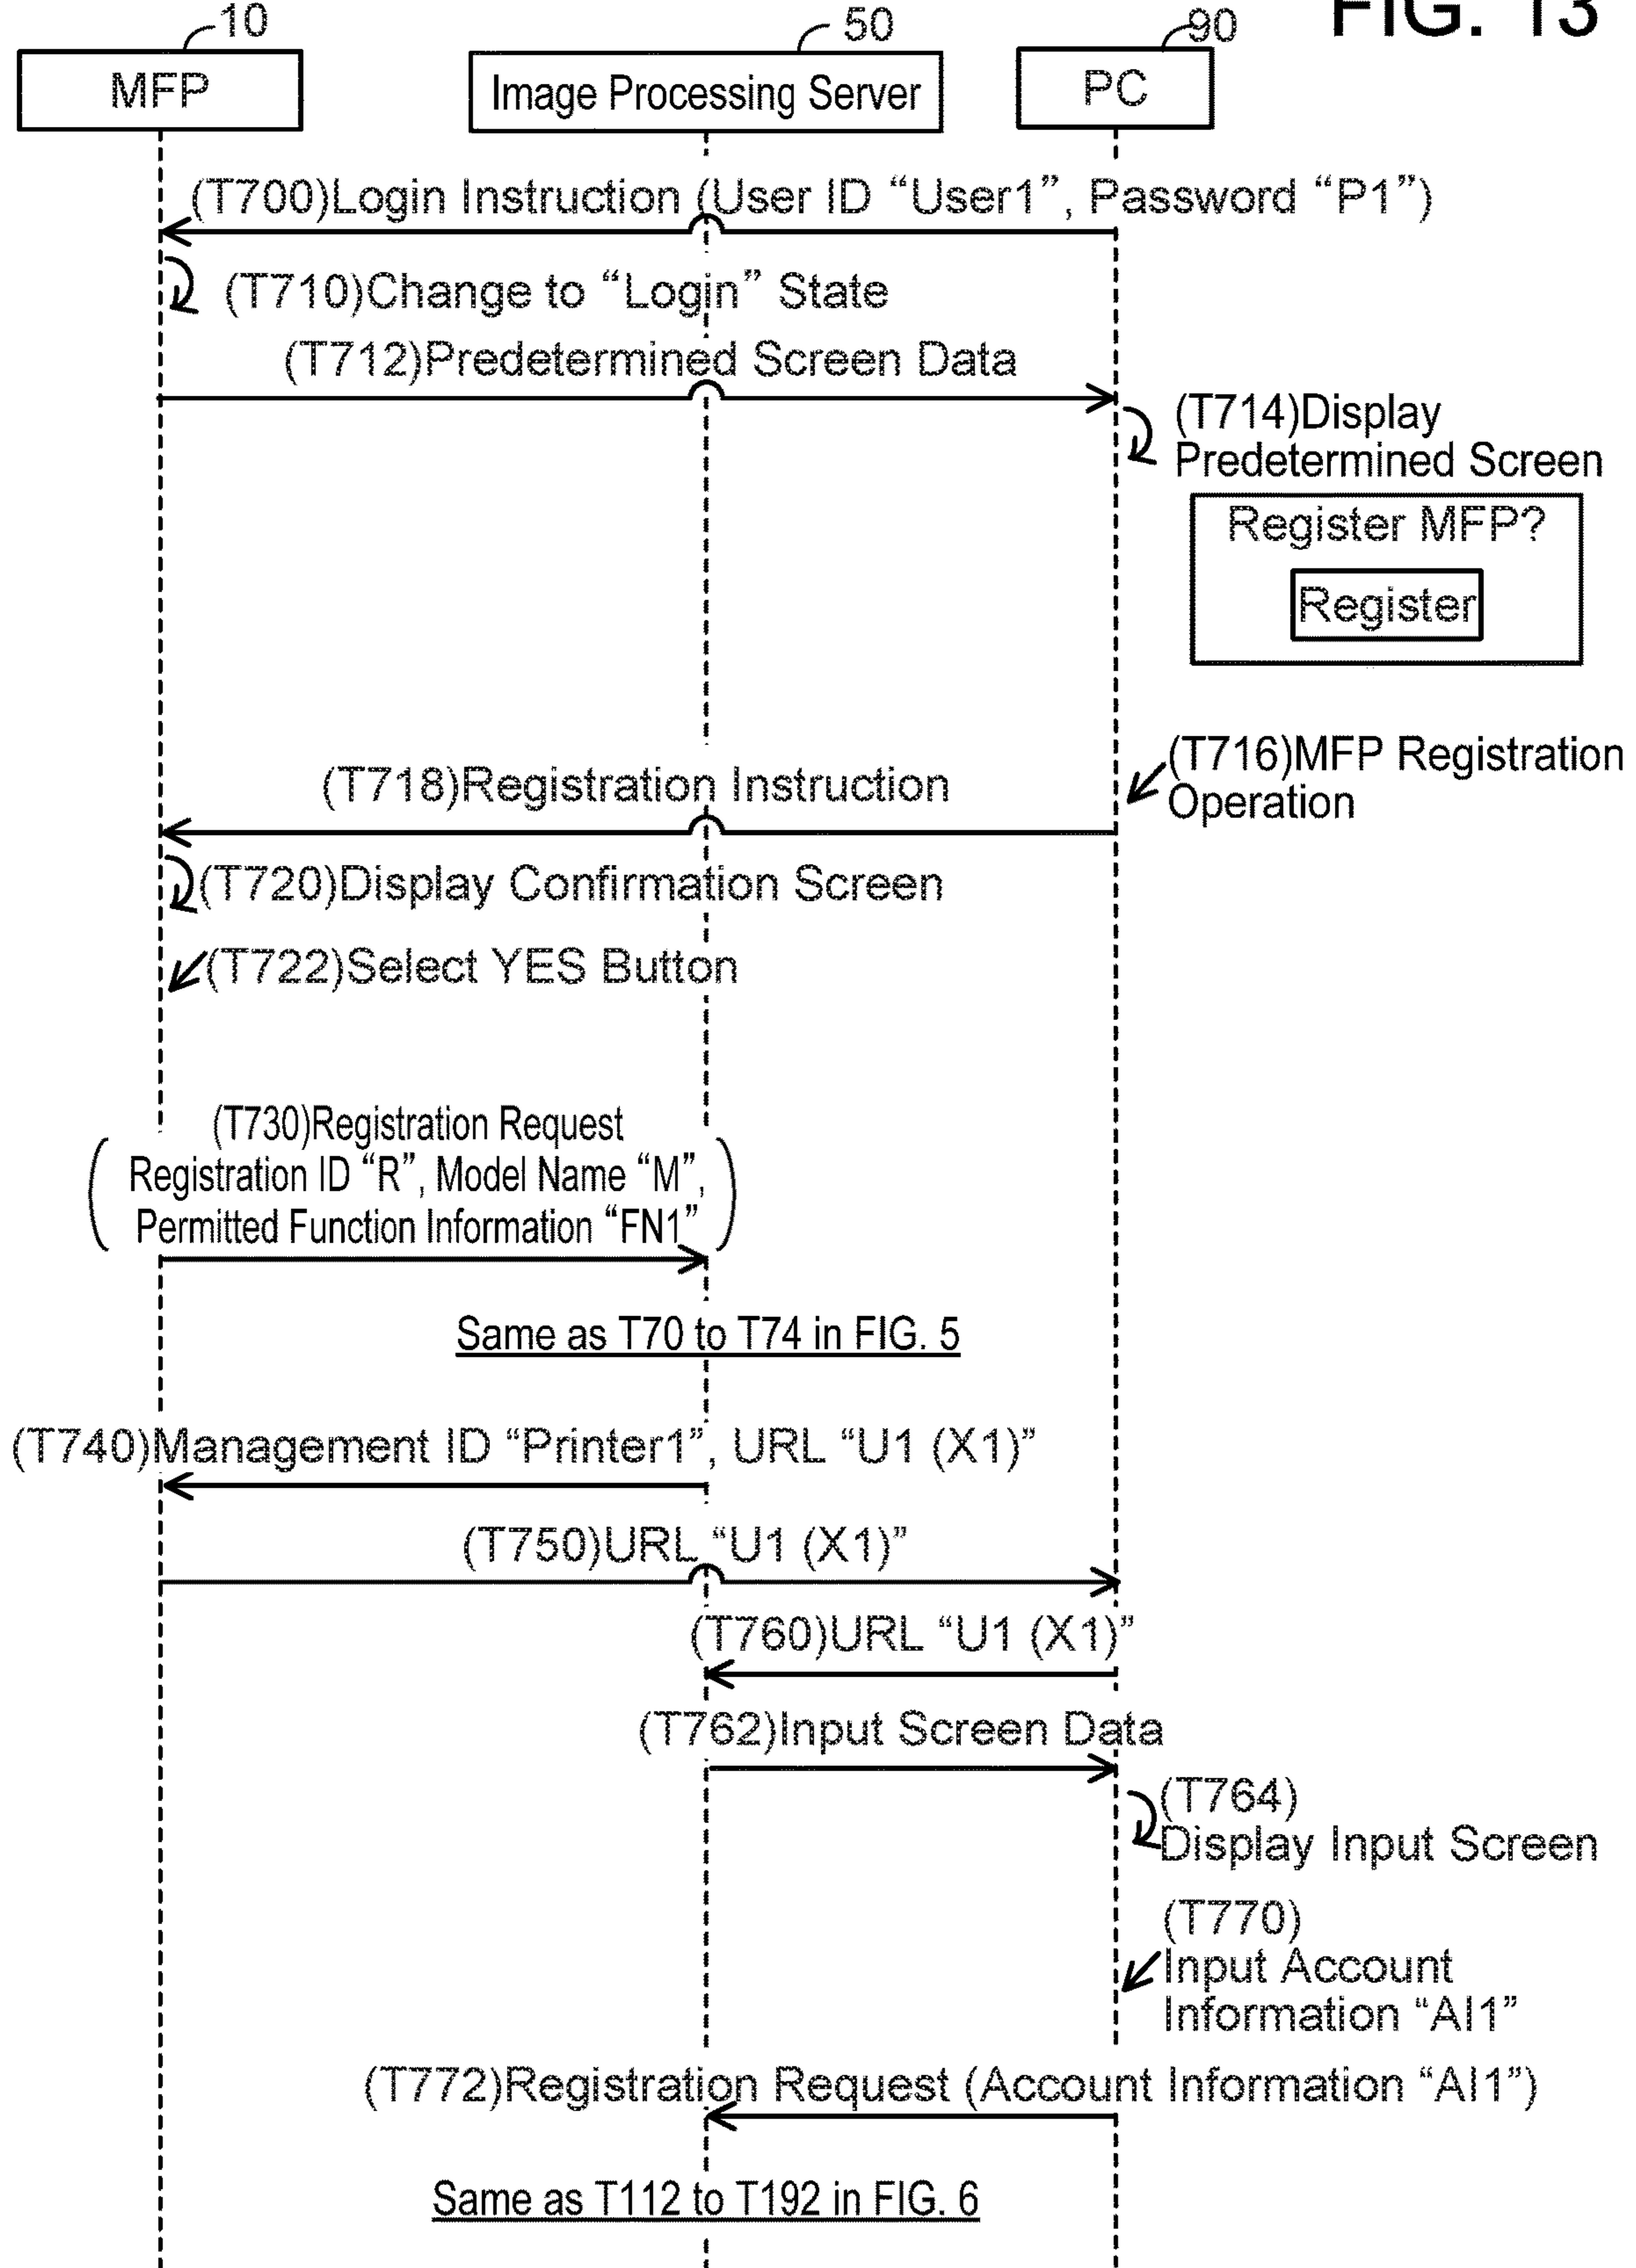 FIG. 13
10
50
90
MFP
Image Processing Server
PC
(T700)Login Instruction (User ID “User1”, Password “P1”)
(T710)Change to “Login” State
(T712)Predetermined Screen Data
(T714)Display
Predetermined Screen
Register MFP?
Register
(T716)MFP Registration
Operation
(T718)Registration Instruction
(T720)Display Confirmation Screen
(T722)Select YES Button
(T730)Registration Request
Registration ID “R”, Model Name “M”,
Permitted Function Information “FN1”
Same as T70 to T74 in FIG. 5
(T740)Management ID “Printer1”, URL “U1 (X1)”
(T750)URL “U1 (X1)”
(T760)URL “U1 (X1)”
(T762)Input Screen Data
(T764)
Display Input Screen
(T770)
Input Account
Information “AI1”
(T772)Registration Request (Account Information “AI1”)
Same as T112 to T192 in FIG. 6